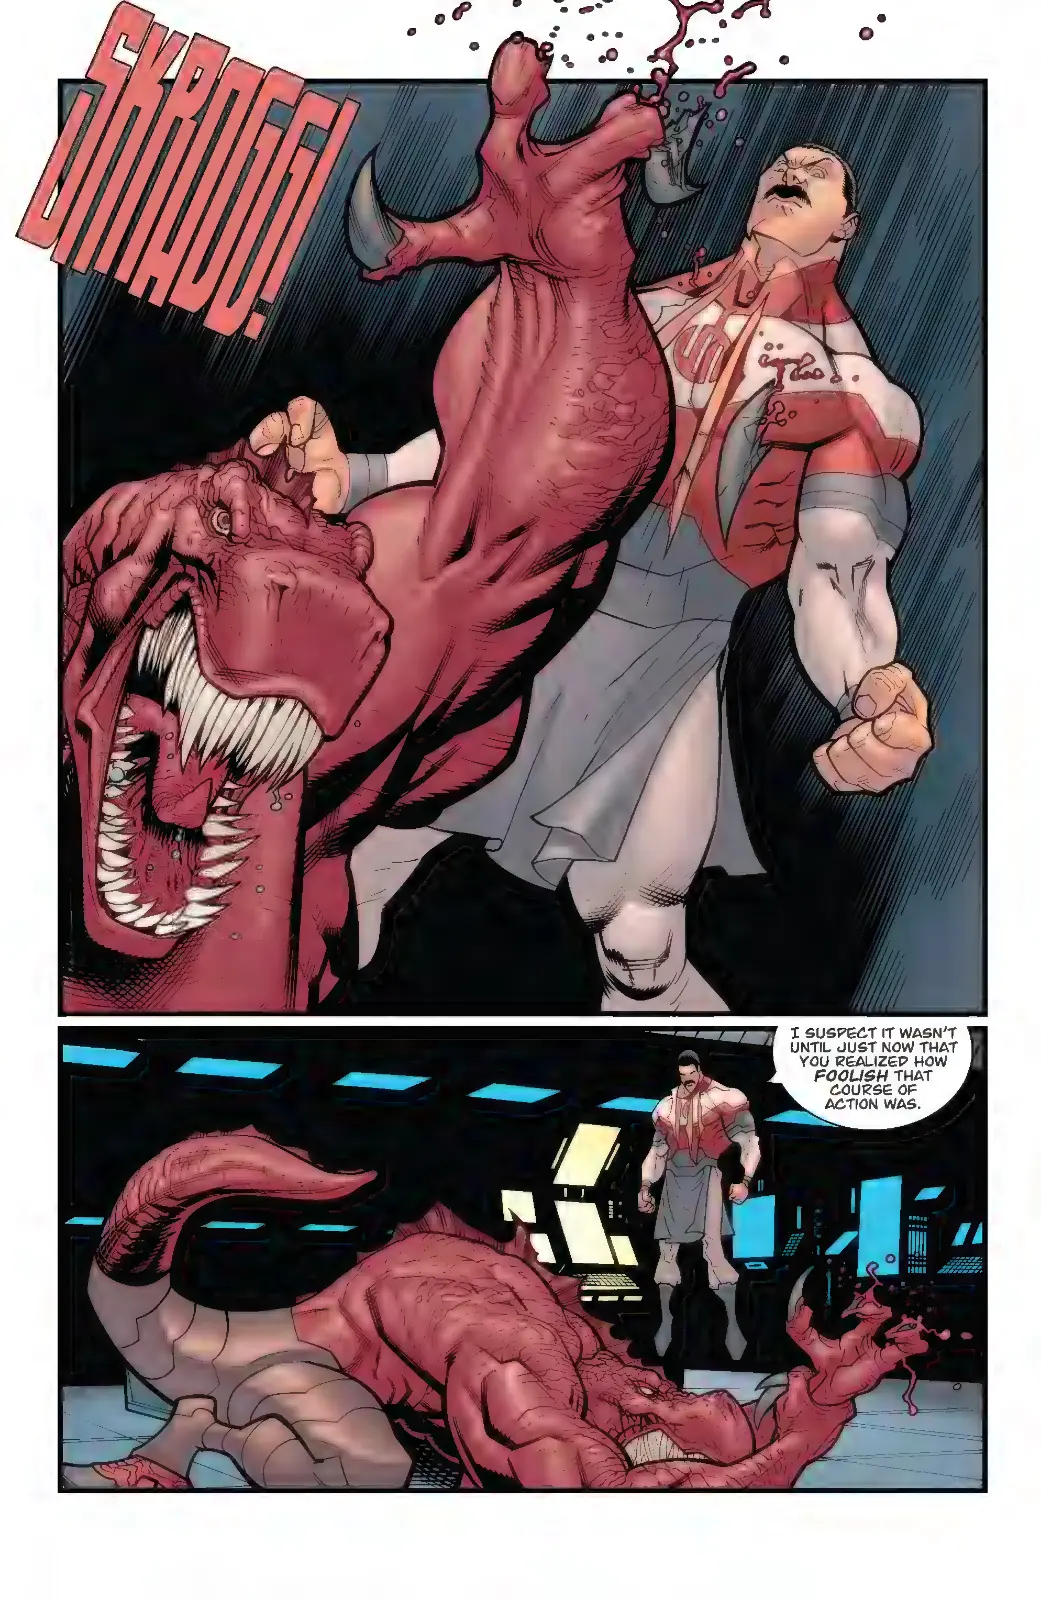 SKROGG!
I SUSPECT IT WASN'T
UNTIL JUST NOW THAT
YOU REALIZED HOW
FOOLISH THAT
COURSE OF
ACTION WAS.